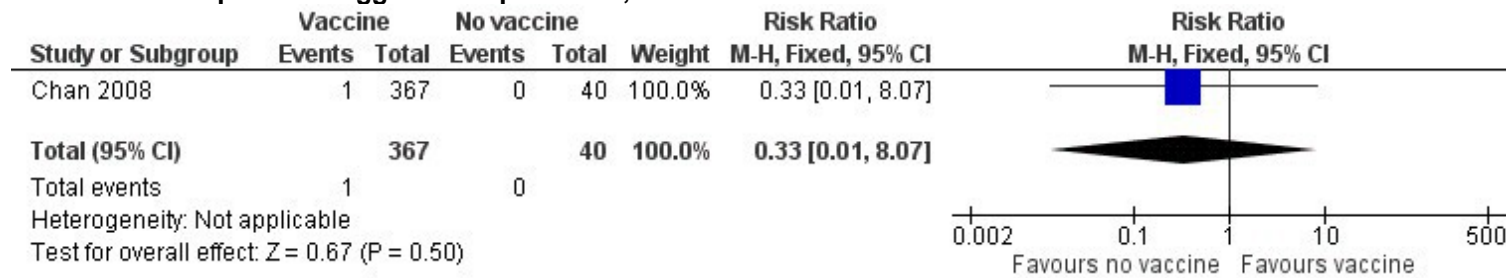 Vaccine No vaccine Risk Ratio Risk Ratio
Study or Subgroup Events Total Events Total Weight M-H, Fixed, 95% CI M-H, Fixed, 95% CI
Chan 2008 1 367 0 40 100.0% 0.33 [0.01, 8.07]
Total (95% CI) 367 40 100.0% 0.33 [0.01, 8.07]
Total events 1 0
Heterogeneity: Not applicable
Test for overall effect: Z = 0.67 (P = 0.50)
0.002 0.1 1 10 500
Favours no vaccine Favours vaccine